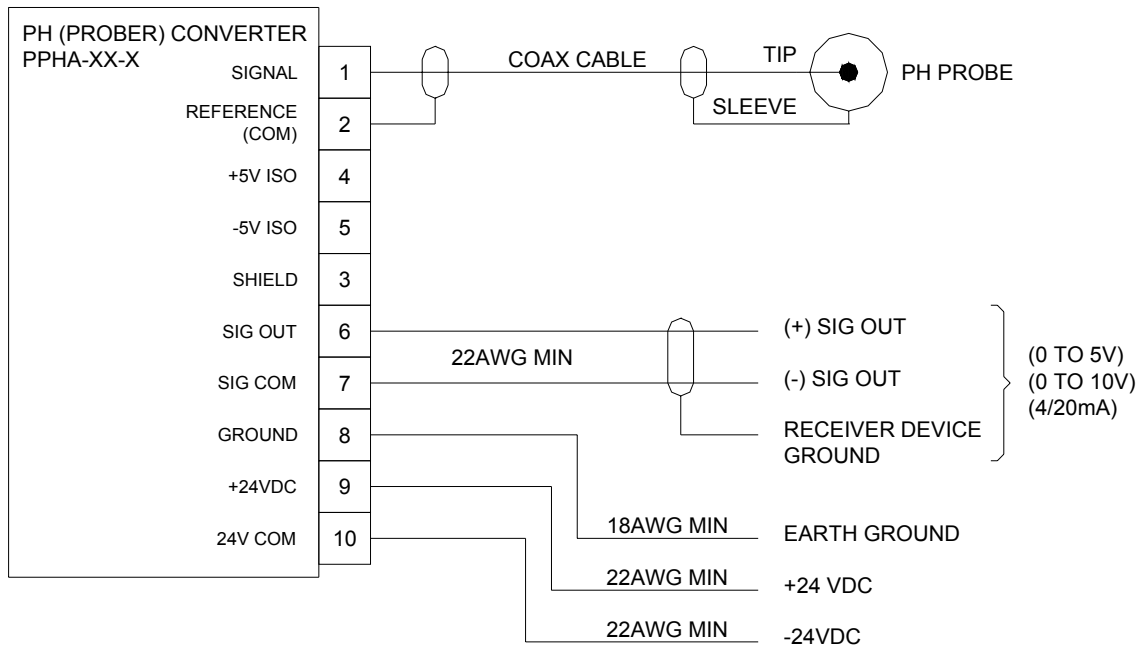 PH (PROBER) CONVERTER
PPHA-XX-X
SIGNAL 1
COAX CABLE
TIP
PH PROBE
REFERENCE
(COM) 2
SLEEVE
+5V ISO 4
-5V ISO 5
SHIELD 3
SIG OUT 6
(+) SIG OUT
22AWG MIN
SIG COM 7
(-) SIG OUT
(0 TO 5V)
(0 TO 10V)
(4/20mA)
GROUND 8
RECEIVER DEVICE
GROUND
+24VDC 9
24V COM 10
18AWG MIN
EARTH GROUND
22AWG MIN
+24 VDC
22AWG MIN
-24VDC